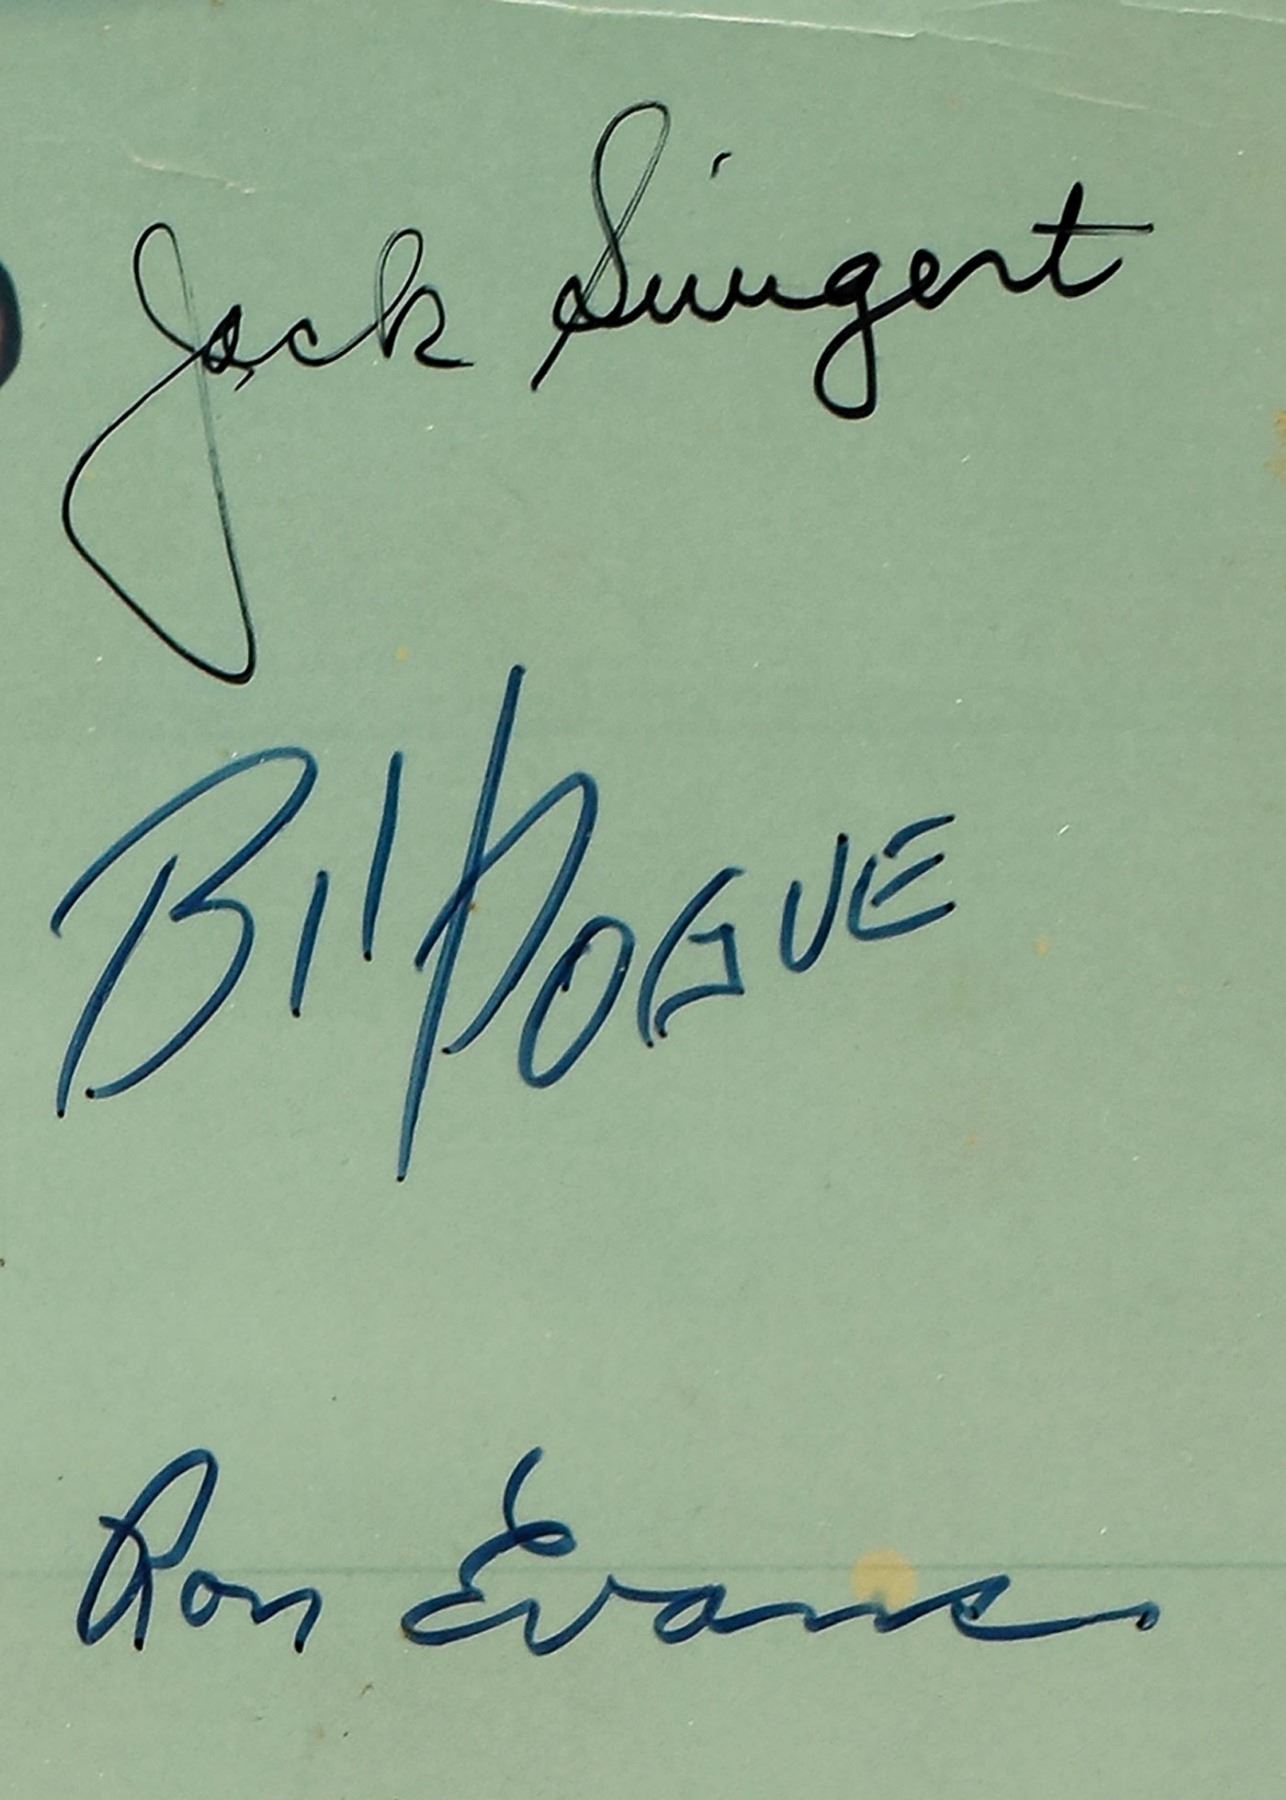 Jack Swigert
Bill POGUE
Ron Evans